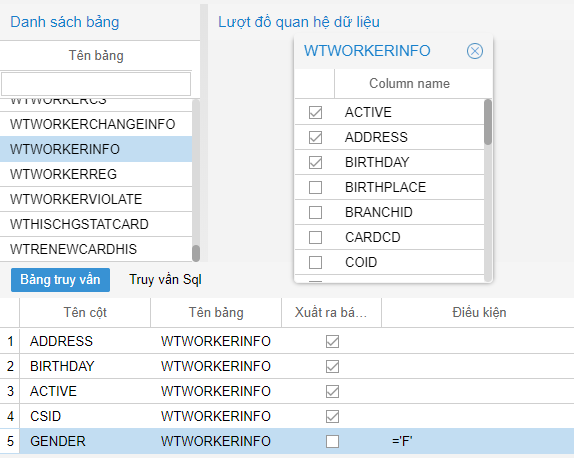 Danh sách bảng
Lượt đồ quan hệ dữ liệu
Tên bảng
WTWORKERCS
WTWORKERCHANGEINFO
WTWORKERINFO
WTWORKERREG
WTWORKERVIOLATE
WTHISCHGSTATCARD
WTRENEWCARDHIS
WTWORKERINFO
Column name
ACTIVE
ADDRESS
BIRTHDAY
BIRTHPLACE
BRANCHID
CARDCD
COID
Bảng truy vấn Truy vấn Sql
Tên cột Tên bảng Xuất ra bá... Điều kiện
1 ADDRESS WTWORKERINFO
2 BIRTHDAY WTWORKERINFO
3 ACTIVE WTWORKERINFO
4 CSID WTWORKERINFO
5 GENDER WTWORKERINFO ='F'